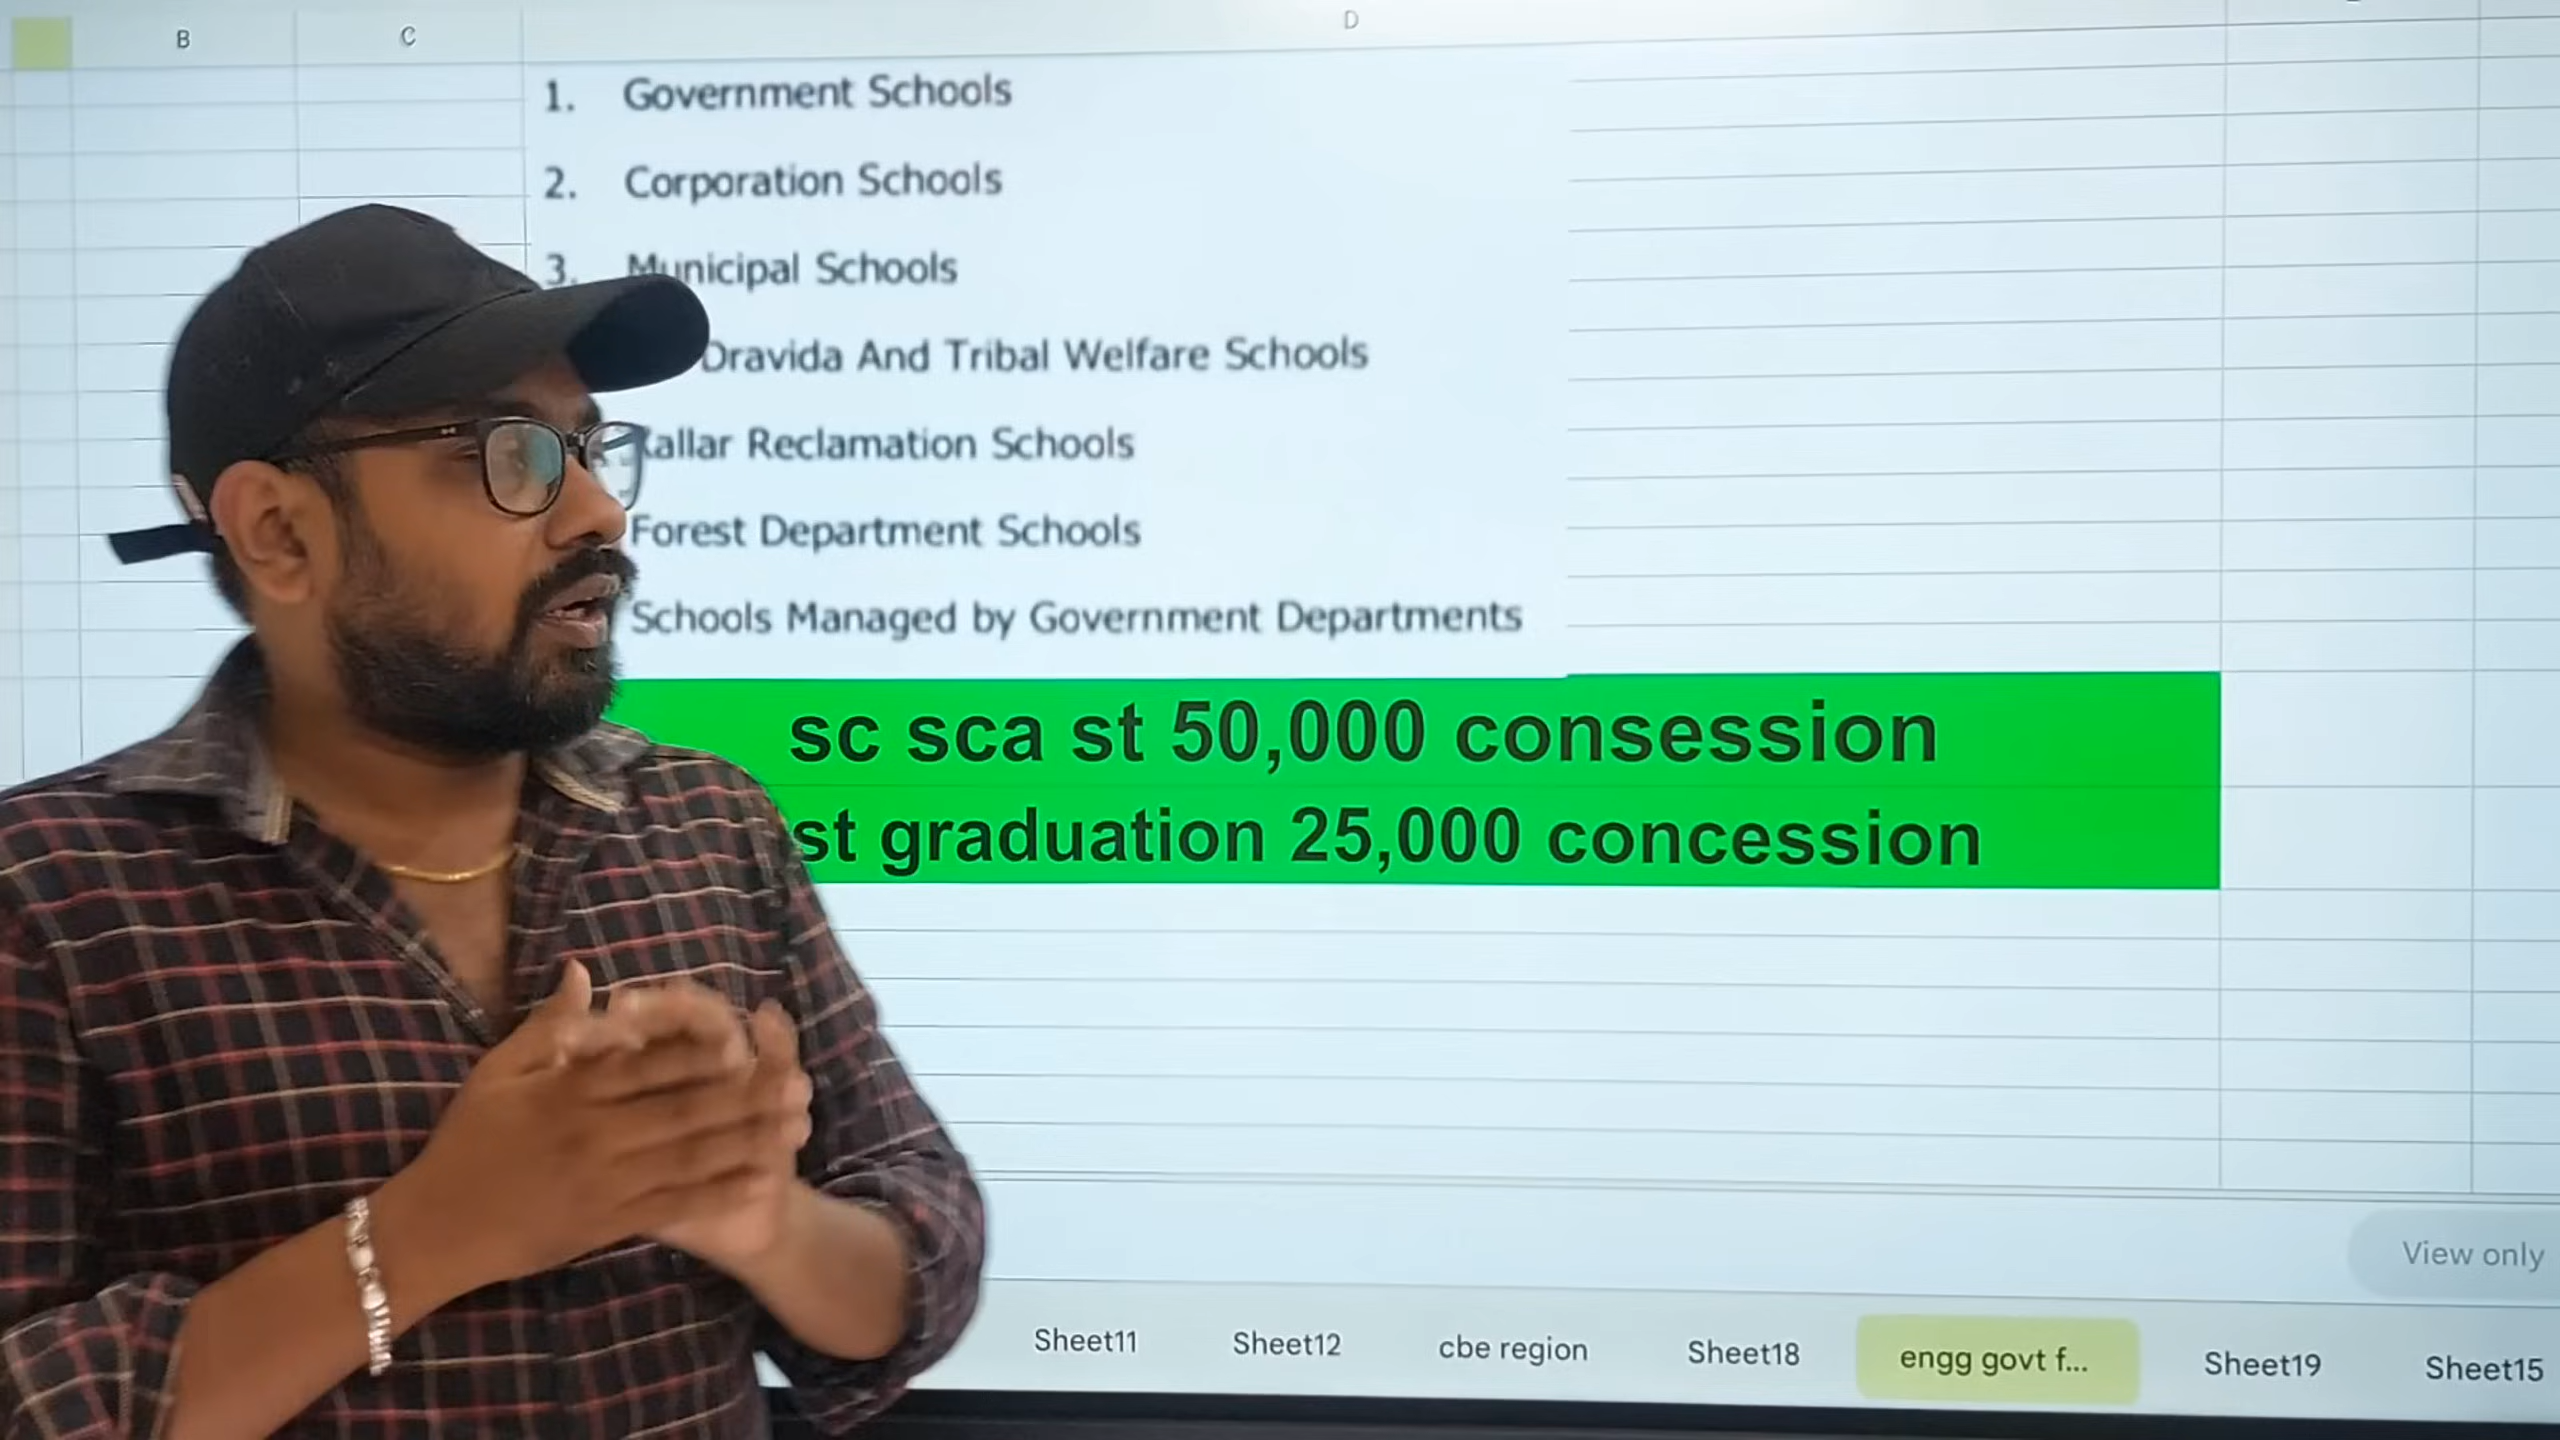 B C D
1. Government Schools
2. Corporation Schools
3. Municipal Schools
Dravida And Tribal Welfare Schools
Kallar Reclamation Schools
Forest Department Schools
Schools Managed by Government Departments
sc sca st 50,000 consession
st graduation 25,000 concession
View only
Sheet11 Sheet12 cbe region Sheet18 engg govt f... Sheet19 Sheet15